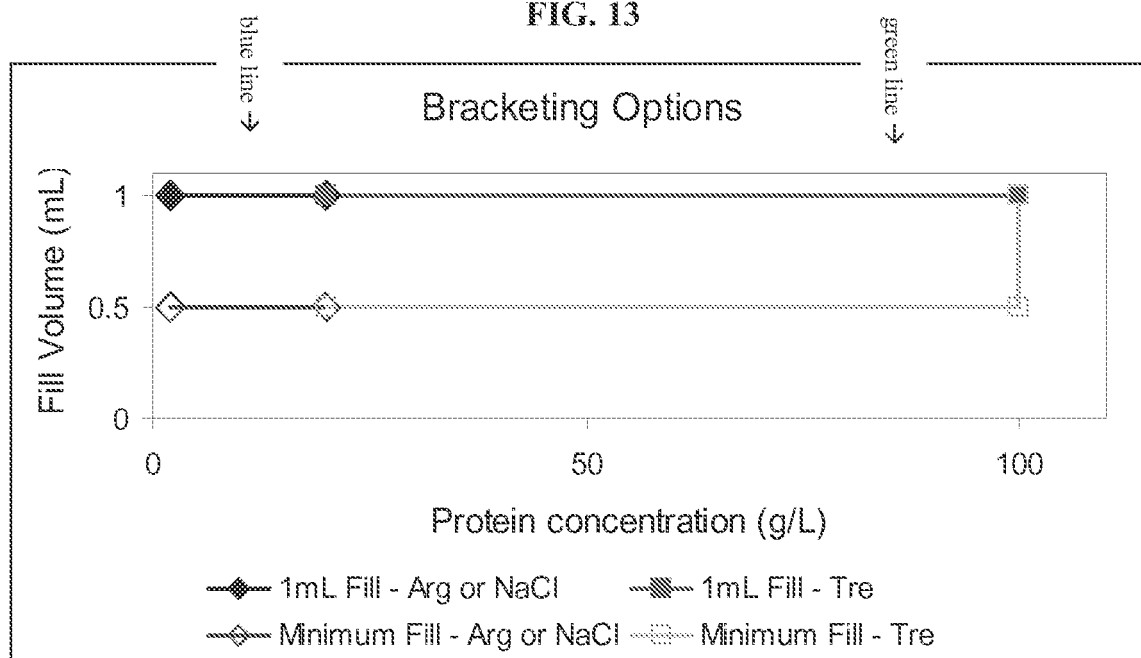 FIG. 13
blue line →
green line →
Bracketing Options
Fill Volume (mL)
1
0.5
0
0
50
100
Protein concentration (g/L)
1mL Fill - Arg or NaCl
1mL Fill - Tre
Minimum Fill - Arg or NaCl
Minimum Fill - Tre